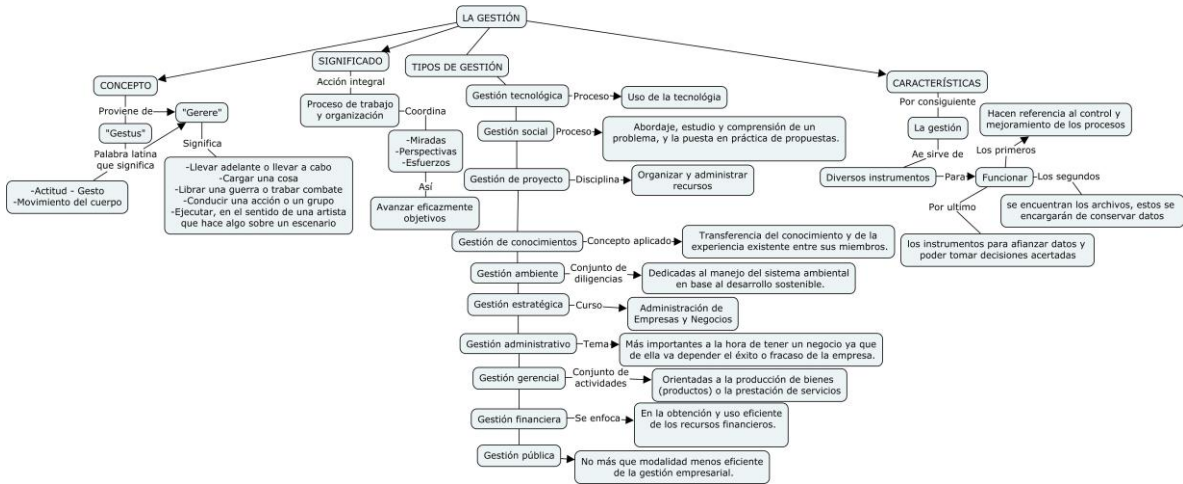 LA GESTIÓN
CONCEPTO
Proviene de
"Gestus"
"Gerere"
Palabra latina
que significa
-Actitud - Gesto
-Movimiento del cuerpo
Significa
-Llevar adelante o llevar a cabo
-Cargar una cosa
-Librar una guerra o trabar combate
-Conducir una acción o un grupo
-Ejecutar, en el sentido de una artista
que hace algo sobre un escenario
SIGNIFICADO
Acción integral
Proceso de trabajo
y organización
Coordina
-Miradas
-Perspectivas
-Esfuerzos
Así
Avanzar eficazmente
objetivos
TIPOS DE GESTIÓN
Gestión tecnológica
Proceso
Uso de la tecnológia
Gestión social
Proceso
Abordaje, estudio y comprensión de un
problema, y la puesta en práctica de propuestas.
Gestión de proyecto
Disciplina
Organizar y administrar
recursos
Gestión de conocimientos
Concepto aplicado
Transferencia del conocimiento y de la
experiencia existente entre sus miembros.
Gestión ambiente
Conjunto de
diligencias
Dedicadas al manejo del sistema ambiental
en base al desarrollo sostenible.
Gestión estratégica
Curso
Administración de
Empresas y Negocios
Gestión administrativo
Tema
Más importantes a la hora de tener un negocio ya que
de ella va depender el éxito o fracaso de la empresa.
Gestión gerencial
Conjunto de
actividades
Orientadas a la producción de bienes
(productos) o la prestación de servicios
Gestión financiera
Se enfoca
En la obtención y uso eficiente
de los recursos financieros.
Gestión pública
No más que modalidad menos eficiente
de la gestión empresarial.
CARACTERÍSTICAS
Por consiguiente
La gestión
Ae sirve de
Diversos instrumentos
Para
Funcionar
Los primeros
Hacen referencia al control y
mejoramiento de los procesos
Los segundos
se encuentran los archivos, estos se
encargarán de conservar datos
Por ultimo
los instrumentos para afianzar datos y
poder tomar decisiones acertadas